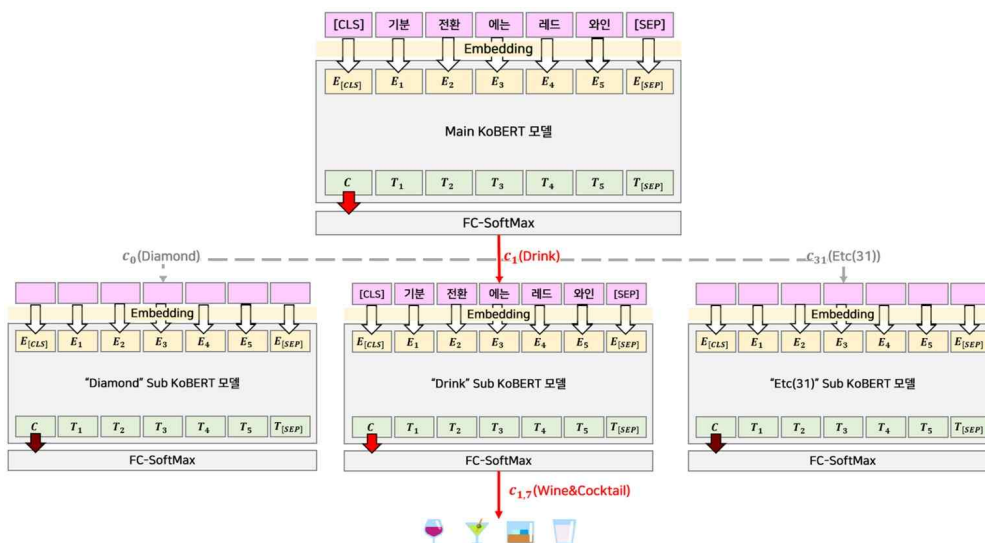 [CLS] 기분 전환 에는 레드 와인 [SEP]
Embedding
E[CLS] E1 E2 E3 E4 E5 E[SEP]
Main KoBERT 모델
C T1 T2 T3 T4 T5 T[SEP]
FC-SoftMax
c0(Diamond) c1(Drink) c31(Etc(31))
[CLS] 기분 전환 에는 레드 와인 [SEP]
Embedding Embedding Embedding
E[CLS] E1 E2 E3 E4 E5 E[SEP] E[CLS] E1 E2 E3 E4 E5 E[SEP] E[CLS] E1 E2 E3 E4 E5 E[SEP]
"Diamond" Sub KoBERT 모델 "Drink" Sub KoBERT 모델 "Etc(31)" Sub KoBERT 모델
C T1 T2 T3 T4 T5 T[SEP] C T1 T2 T3 T4 T5 T[SEP] C T1 T2 T3 T4 T5 T[SEP]
FC-SoftMax FC-SoftMax FC-SoftMax
c1,7(Wine&Cocktail)